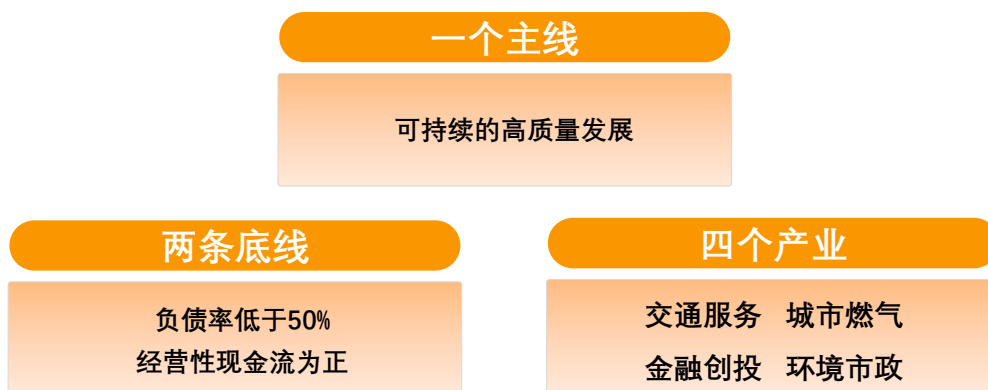 一个主线
可持续的高质量发展
两条底线
负债率低于50%
经营性现金流为正
四个产业
交通服务 城市燃气
金融创投 环境市政